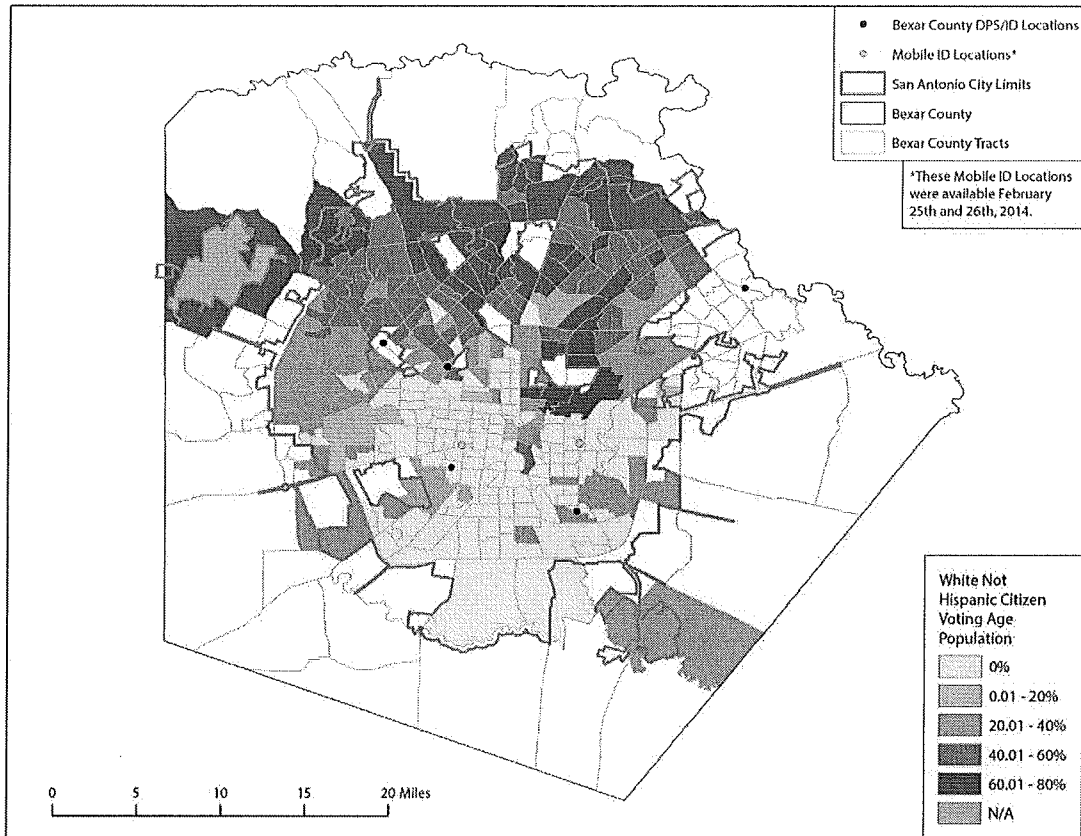 Bexar County DPS/ID Locations
Mobile ID Locations*
San Antonio City Limits
Bexar County
Bexar County Tracts
*These Mobile ID Locations
were available February
25th and 26th, 2014.
White Not
Hispanic Citizen
Voting Age
Population
0%
0.01 - 20%
20.01 - 40%
40.01 - 60%
60.01 - 80%
N/A
0 5 10 15 20 Miles